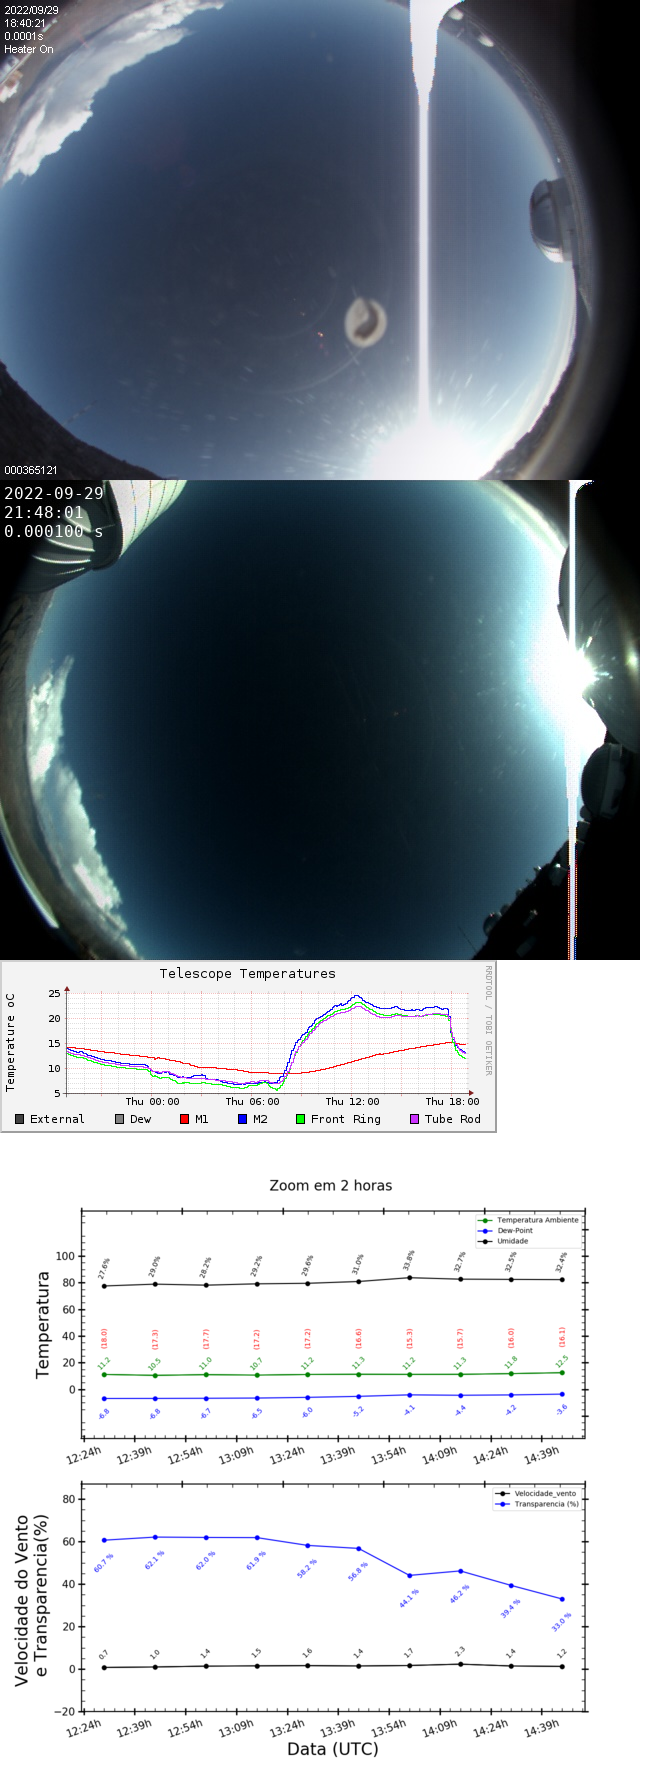 2022/09/29
18:40:21
0.0001s
Heater On
000365121
2022-09-29
21:48:01
0.000100 s
Telescope Temperatures
RRDTOOL / TOBI OETIKER
Temperature oC
25
20
15
10
5
Thu 00:00 Thu 06:00 Thu 12:00 Thu 18:00
External Dew M1 M2 Front Ring Tube Rod
Zoom em 2 horas
Temperatura Ambiente
Dew-Point
Umidade
Temperatura
100
80
60
40
20
0
27.6% 29.0% 28.2% 29.2% 29.6% 31.0% 33.8% 32.7% 32.5% 32.4%
(18.0) (17.3) (17.7) (17.2) (17.2) (16.6) (15.3) (15.7) (16.0) (16.1)
11.2 10.5 11.0 10.7 11.2 11.3 11.2 11.3 11.8 12.5
-6.8 -6.8 -6.7 -6.5 -6.0 -5.2 -4.1 -4.4 -4.2 -3.6
12:24h 12:39h 12:54h 13:09h 13:24h 13:39h 13:54h 14:09h 14:24h 14:39h
Velocidade_vento
Transparencia (%)
Velocidade do Vento
e Transparencia(%)
80
60
40
20
0
−20
60.7 % 62.1 % 62.0 % 61.9 % 58.2 % 56.8 % 44.1 % 46.2 % 39.4 % 33.0 %
0.7 1.0 1.4 1.5 1.6 1.4 1.7 2.3 1.4 1.2
12:24h 12:39h 12:54h 13:09h 13:24h 13:39h 13:54h 14:09h 14:24h 14:39h
Data (UTC)